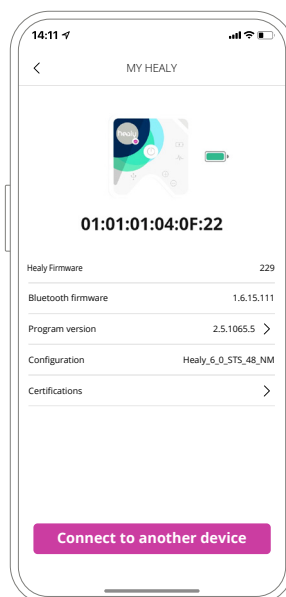 14:11
MY HEALY
healy
01:01:01:04:0F:22
Healy Firmware 229
Bluetooth firmware 1.6.15.111
Program version 2.5.1065.5
Configuration Healy_6_0_STS_48_NM
Certifications
Connect to another device